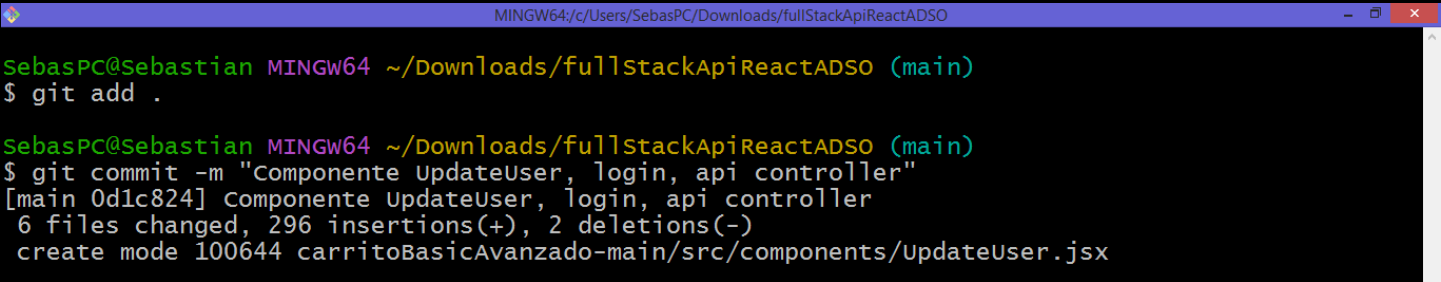 MINGW64:/c/Users/SebasPC/Downloads/fullStackApiReactADSO
SebasPC@Sebastian MINGW64 ~/Downloads/fullStackApiReactADSO (main)
$ git add .
SebasPC@Sebastian MINGW64 ~/Downloads/fullStackApiReactADSO (main)
$ git commit -m "Componente UpdateUser, login, api controller"
[main 0d1c824] Componente UpdateUser, login, api controller
 6 files changed, 296 insertions(+), 2 deletions(-)
 create mode 100644 carritoBasicAvanzado-main/src/components/UpdateUser.jsx